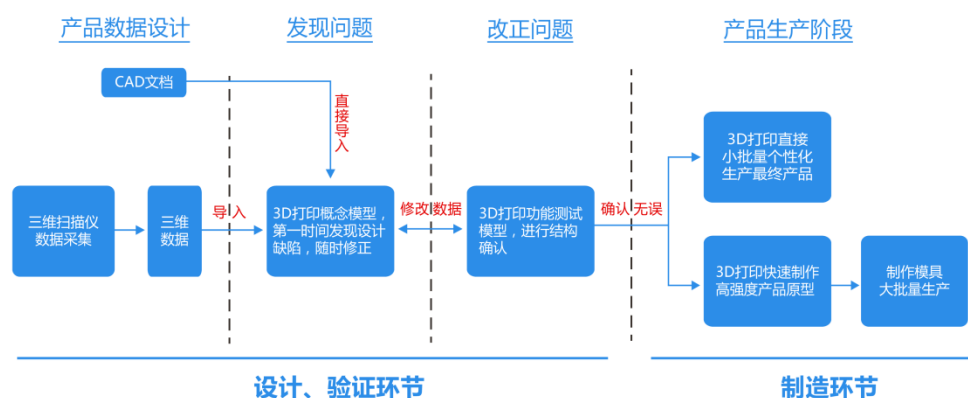 产品数据设计
发现问题
改正问题
产品生产阶段
CAD文档
直接导入
三维扫描仪
数据采集
三维
数据
导入
3D打印概念模型，
第一时间发现设计
缺陷，随时修正
修改数据
3D打印功能测试
模型，进行结构
确认
确认无误
3D打印直接
小批量个性化
生产最终产品
3D打印快速制作
高强度产品原型
制作模具
大批量生产
设计、验证环节
制造环节